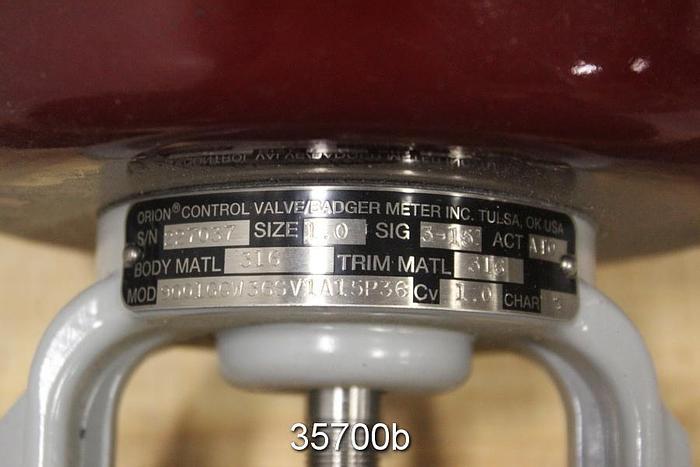 ORION® CONTROL VALVE/BADGER METER INC. TULSA, OK USA
S/N SIZE 1.0 SIG 3-15 ACT
BODY MATL 316 TRIM MATL 316
MOD Cv 1.0 CHAR
35700b